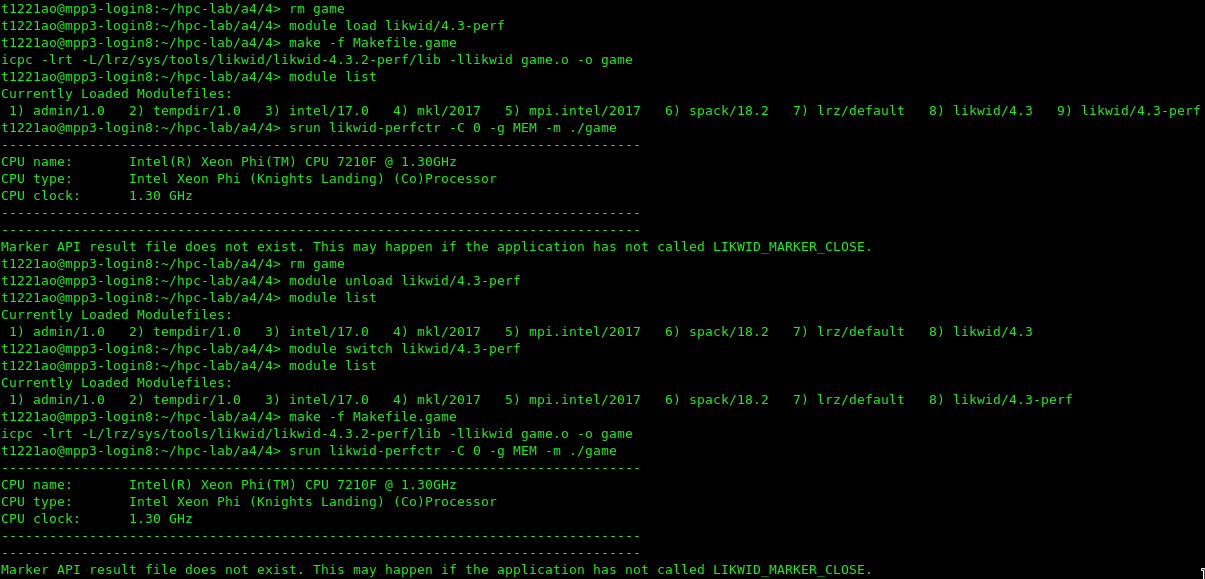 t1221ao@mpp3-login8:~/hpc-lab/a4/4> rm game
t1221ao@mpp3-login8:~/hpc-lab/a4/4> module load likwid/4.3-perf
t1221ao@mpp3-login8:~/hpc-lab/a4/4> make -f Makefile.game
icpc -lrt -L/lrz/sys/tools/likwid/likwid-4.3.2-perf/lib -llikwid game.o -o game
t1221ao@mpp3-login8:~/hpc-lab/a4/4> module list
Currently Loaded Modulefiles:
 1) admin/1.0   2) tempdir/1.0   3) intel/17.0   4) mkl/2017   5) mpi.intel/2017   6) spack/18.2   7) lrz/default   8) likwid/4.3   9) likwid/4.3-perf
t1221ao@mpp3-login8:~/hpc-lab/a4/4> srun likwid-perfctr -C 0 -g MEM -m ./game
--------------------------------------------------------------------------------
CPU name:       Intel(R) Xeon Phi(TM) CPU 7210F @ 1.30GHz
CPU type:       Intel Xeon Phi (Knights Landing) (Co)Processor
CPU clock:      1.30 GHz
--------------------------------------------------------------------------------
--------------------------------------------------------------------------------
Marker API result file does not exist. This may happen if the application has not called LIKWID_MARKER_CLOSE.
t1221ao@mpp3-login8:~/hpc-lab/a4/4> rm game
t1221ao@mpp3-login8:~/hpc-lab/a4/4> module unload likwid/4.3-perf
t1221ao@mpp3-login8:~/hpc-lab/a4/4> module list
Currently Loaded Modulefiles:
 1) admin/1.0   2) tempdir/1.0   3) intel/17.0   4) mkl/2017   5) mpi.intel/2017   6) spack/18.2   7) lrz/default   8) likwid/4.3
t1221ao@mpp3-login8:~/hpc-lab/a4/4> module switch likwid/4.3-perf
t1221ao@mpp3-login8:~/hpc-lab/a4/4> module list
Currently Loaded Modulefiles:
 1) admin/1.0   2) tempdir/1.0   3) intel/17.0   4) mkl/2017   5) mpi.intel/2017   6) spack/18.2   7) lrz/default   8) likwid/4.3-perf
t1221ao@mpp3-login8:~/hpc-lab/a4/4> make -f Makefile.game
icpc -lrt -L/lrz/sys/tools/likwid/likwid-4.3.2-perf/lib -llikwid game.o -o game
t1221ao@mpp3-login8:~/hpc-lab/a4/4> srun likwid-perfctr -C 0 -g MEM -m ./game
--------------------------------------------------------------------------------
CPU name:       Intel(R) Xeon Phi(TM) CPU 7210F @ 1.30GHz
CPU type:       Intel Xeon Phi (Knights Landing) (Co)Processor
CPU clock:      1.30 GHz
--------------------------------------------------------------------------------
--------------------------------------------------------------------------------
Marker API result file does not exist. This may happen if the application has not called LIKWID_MARKER_CLOSE.